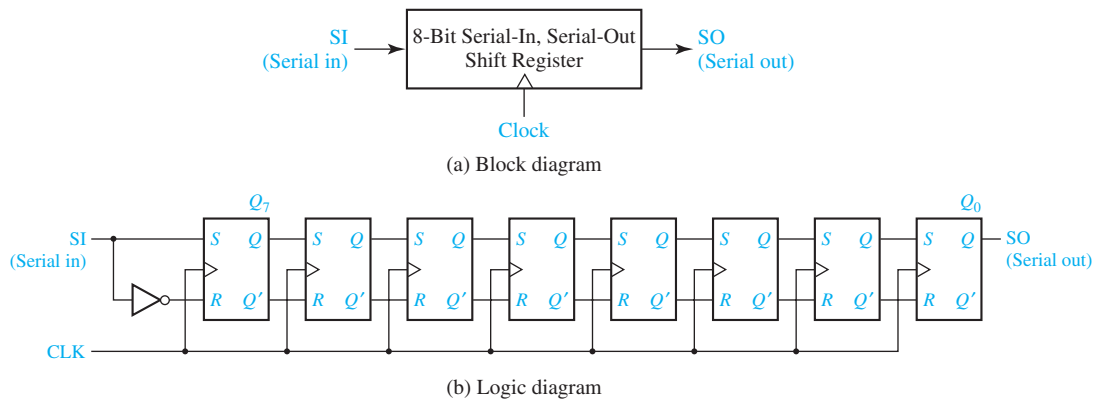 SI
(Serial in)
8-Bit Serial-In, Serial-Out
Shift Register
SO
(Serial out)
Clock
(a) Block diagram
Q7
Q0
SI
(Serial in)
S Q S Q S Q S Q S Q S Q S Q S Q
SO
(Serial out)
R Q' R Q' R Q' R Q' R Q' R Q' R Q' R Q'
CLK
(b) Logic diagram